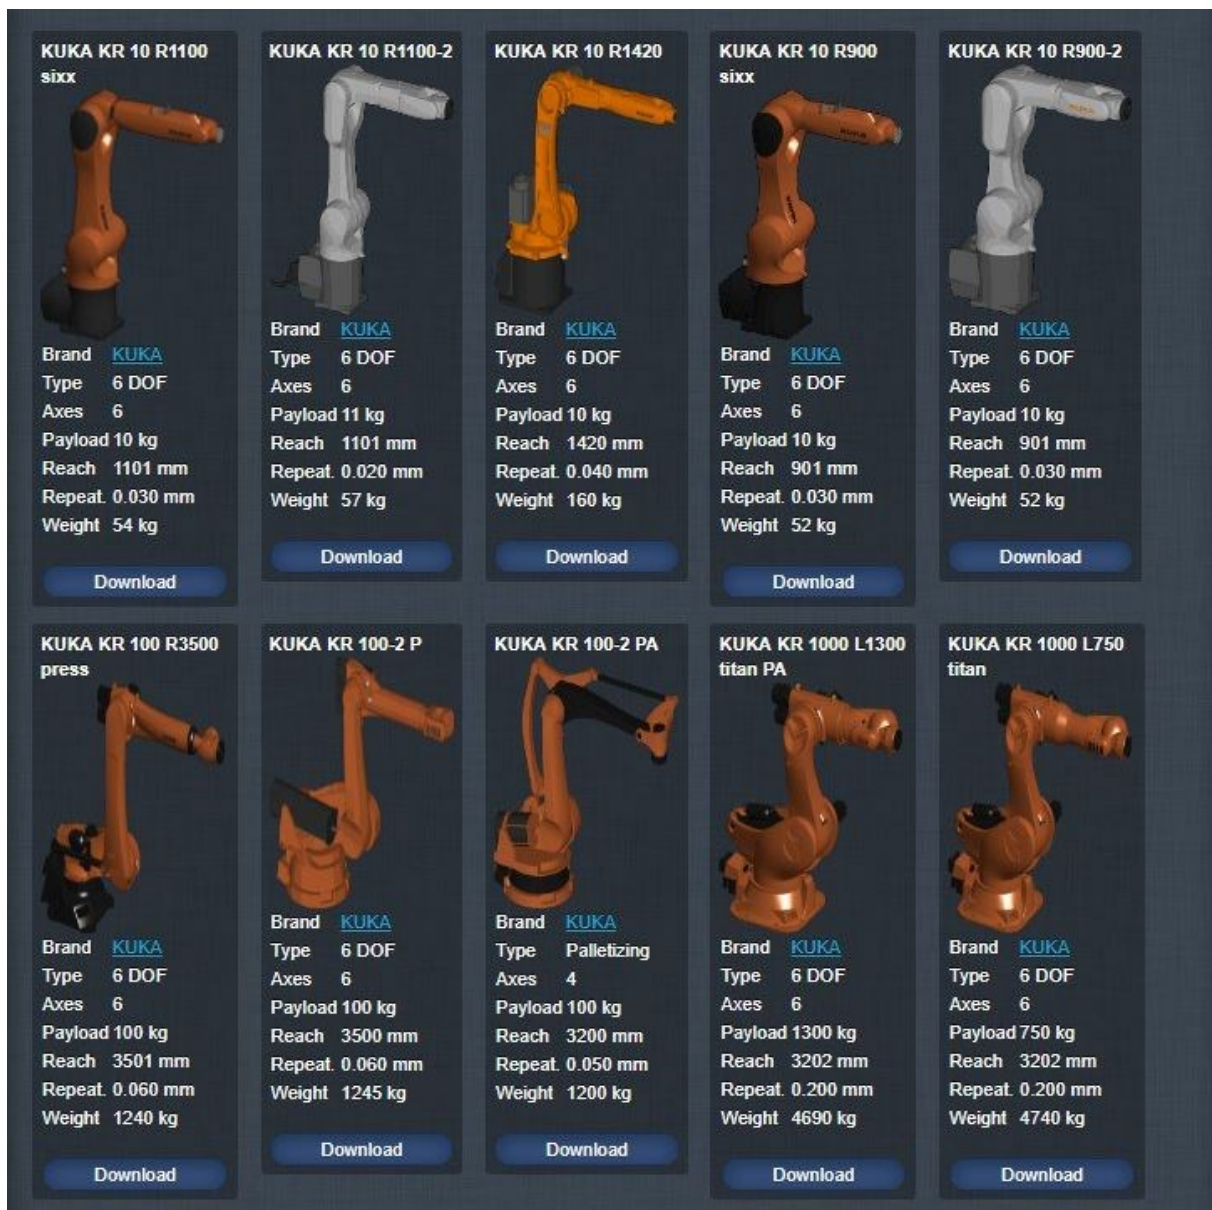 KUKA KR 10 R1100
sixx
KUKA
Brand KUKA
Type 6 DOF
Axes 6
Payload 10 kg
Reach 1101 mm
Repeat. 0.030 mm
Weight 54 kg
Download
KUKA KR 10 R1100-2
Brand KUKA
Type 6 DOF
Axes 6
Payload 11 kg
Reach 1101 mm
Repeat. 0.020 mm
Weight 57 kg
Download
KUKA KR 10 R1420
Brand KUKA
Type 6 DOF
Axes 6
Payload 10 kg
Reach 1420 mm
Repeat. 0.040 mm
Weight 160 kg
Download
KUKA KR 10 R900
sixx
KUKA
KUKA
Brand KUKA
Type 6 DOF
Axes 6
Payload 10 kg
Reach 901 mm
Repeat. 0.030 mm
Weight 52 kg
Download
KUKA KR 10 R900-2
KUKA
Brand KUKA
Type 6 DOF
Axes 6
Payload 10 kg
Reach 901 mm
Repeat. 0.030 mm
Weight 52 kg
Download
KUKA KR 100 R3500
press
Brand KUKA
Type 6 DOF
Axes 6
Payload 100 kg
Reach 3501 mm
Repeat. 0.060 mm
Weight 1240 kg
Download
KUKA KR 100-2 P
Brand KUKA
Type 6 DOF
Axes 6
Payload 100 kg
Reach 3500 mm
Repeat. 0.060 mm
Weight 1245 kg
Download
KUKA KR 100-2 PA
Brand KUKA
Type Palletizing
Axes 4
Payload 100 kg
Reach 3200 mm
Repeat. 0.050 mm
Weight 1200 kg
Download
KUKA KR 1000 L1300
titan PA
Brand KUKA
Type 6 DOF
Axes 6
Payload 1300 kg
Reach 3202 mm
Repeat. 0.200 mm
Weight 4690 kg
Download
KUKA KR 1000 L750
titan
Brand KUKA
Type 6 DOF
Axes 6
Payload 750 kg
Reach 3202 mm
Repeat. 0.200 mm
Weight 4740 kg
Download